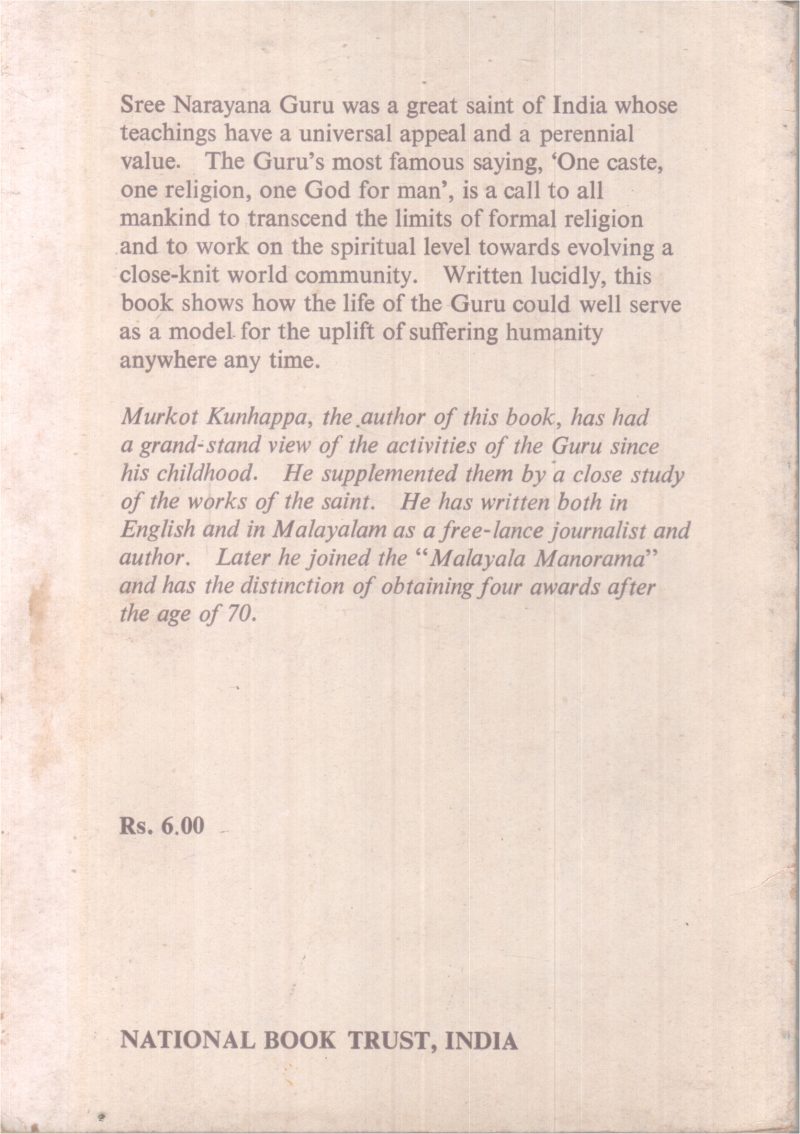 Sree Narayana Guru was a great saint of India whose
teachings have a universal appeal and a perennial
value. The Guru's most famous saying, 'One caste,
one religion, one God for man', is a call to all
mankind to transcend the limits of formal religion
and to work on the spiritual level towards evolving a
close-knit world community. Written lucidly, this
book shows how the life of the Guru could well serve
as a model for the uplift of suffering humanity
anywhere any time.
Murkot Kunhappa, the author of this book, has had
a grand-stand view of the activities of the Guru since
his childhood. He supplemented them by a close study
of the works of the saint. He has written both in
English and in Malayalam as a free-lance journalist and
author. Later he joined the "Malayala Manorama"
and has the distinction of obtaining four awards after
the age of 70.
Rs. 6.00
NATIONAL BOOK TRUST, INDIA